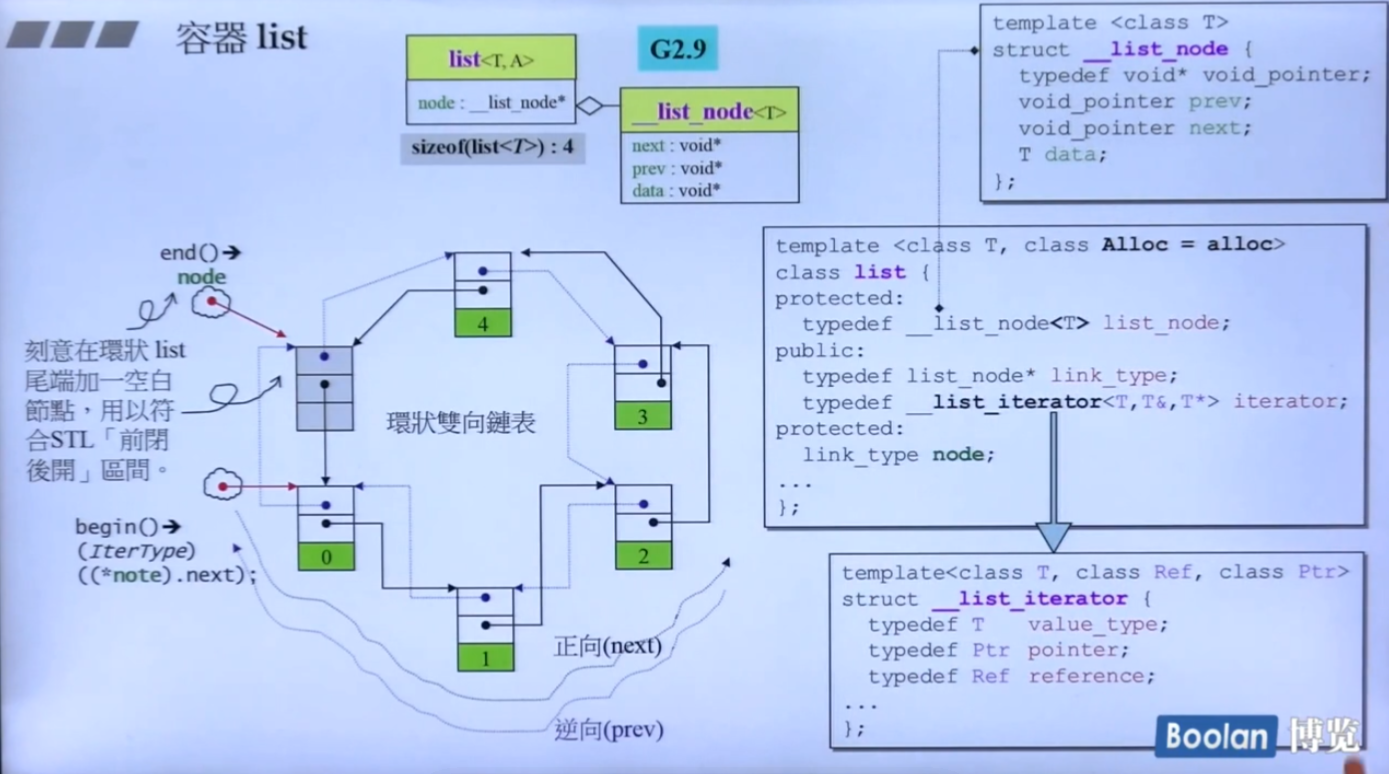 容器 list
G2.9
list<T, A>
node : __list_node*
sizeof(list<T>) : 4
__list_node<T>
next : void*
prev : void*
data : void*
template <class T>
struct __list_node {
typedef void* void_pointer;
void_pointer prev;
void_pointer next;
T data;
};
end()→
node
刻意在環狀 list
尾端加一空白
節點，用以符
合STL「前閉
後開」區間。
begin()→
(IterType)
((*note).next);
環狀雙向鏈表
4
3
2
1
0
正向(next)
逆向(prev)
template <class T, class Alloc = alloc>
class list {
protected:
typedef __list_node<T> list_node;
public:
typedef list_node* link_type;
typedef __list_iterator<T,T&,T*> iterator;
protected:
link_type node;
...
};
template<class T, class Ref, class Ptr>
struct __list_iterator {
typedef T value_type;
typedef Ptr pointer;
typedef Ref reference;
...
};
Boolan 博览